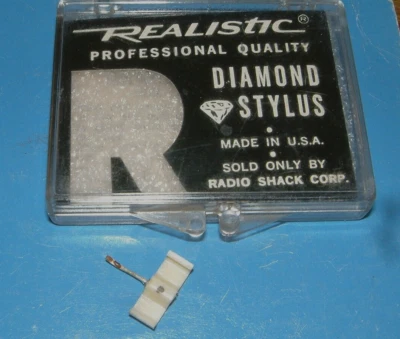 REALISTIC®
PROFESSIONAL QUALITY
R
DIAMOND
STYLUS
• MADE IN U.S.A.
• SOLD ONLY BY
RADIO SHACK CORP.